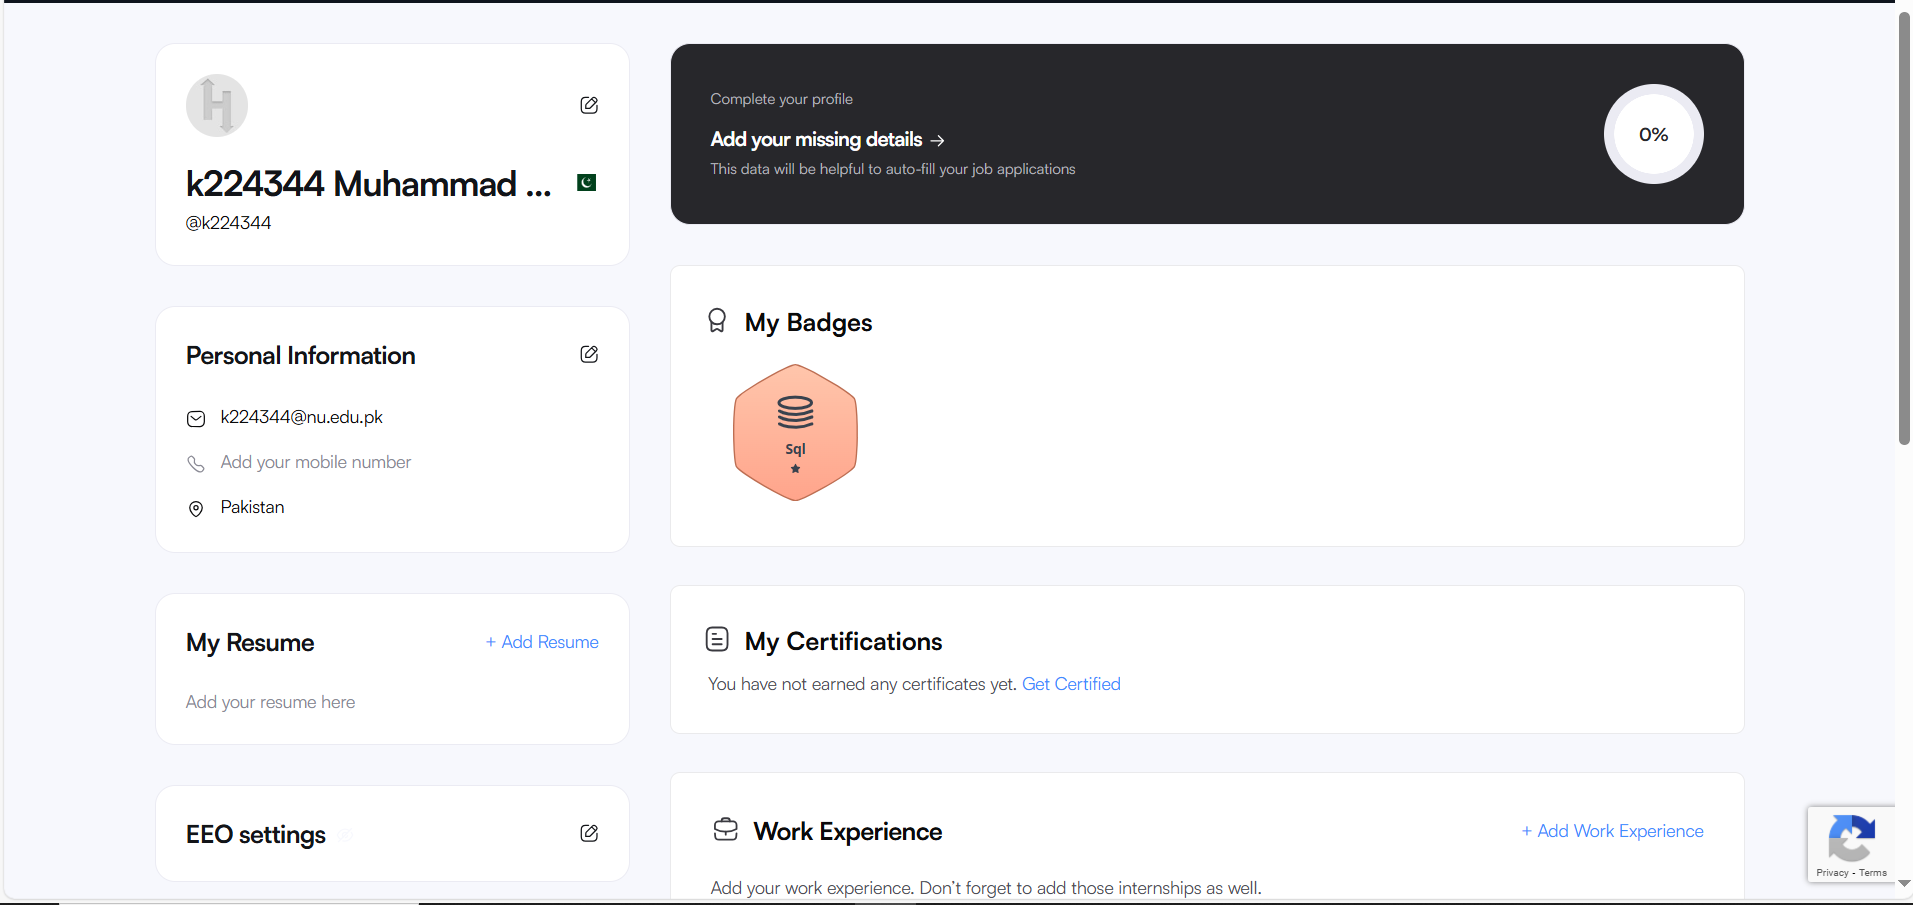 k224344 Muhammad ...
@k224344
Personal Information
k224344@nu.edu.pk
Add your mobile number
Pakistan
My Resume
+ Add Resume
Add your resume here
EEO settings
Complete your profile
Add your missing details →
This data will be helpful to auto-fill your job applications
0%
My Badges
Sql
My Certifications
You have not earned any certificates yet. Get Certified
Work Experience
+ Add Work Experience
Add your work experience. Don't forget to add those internships as well.
Privacy - Terms